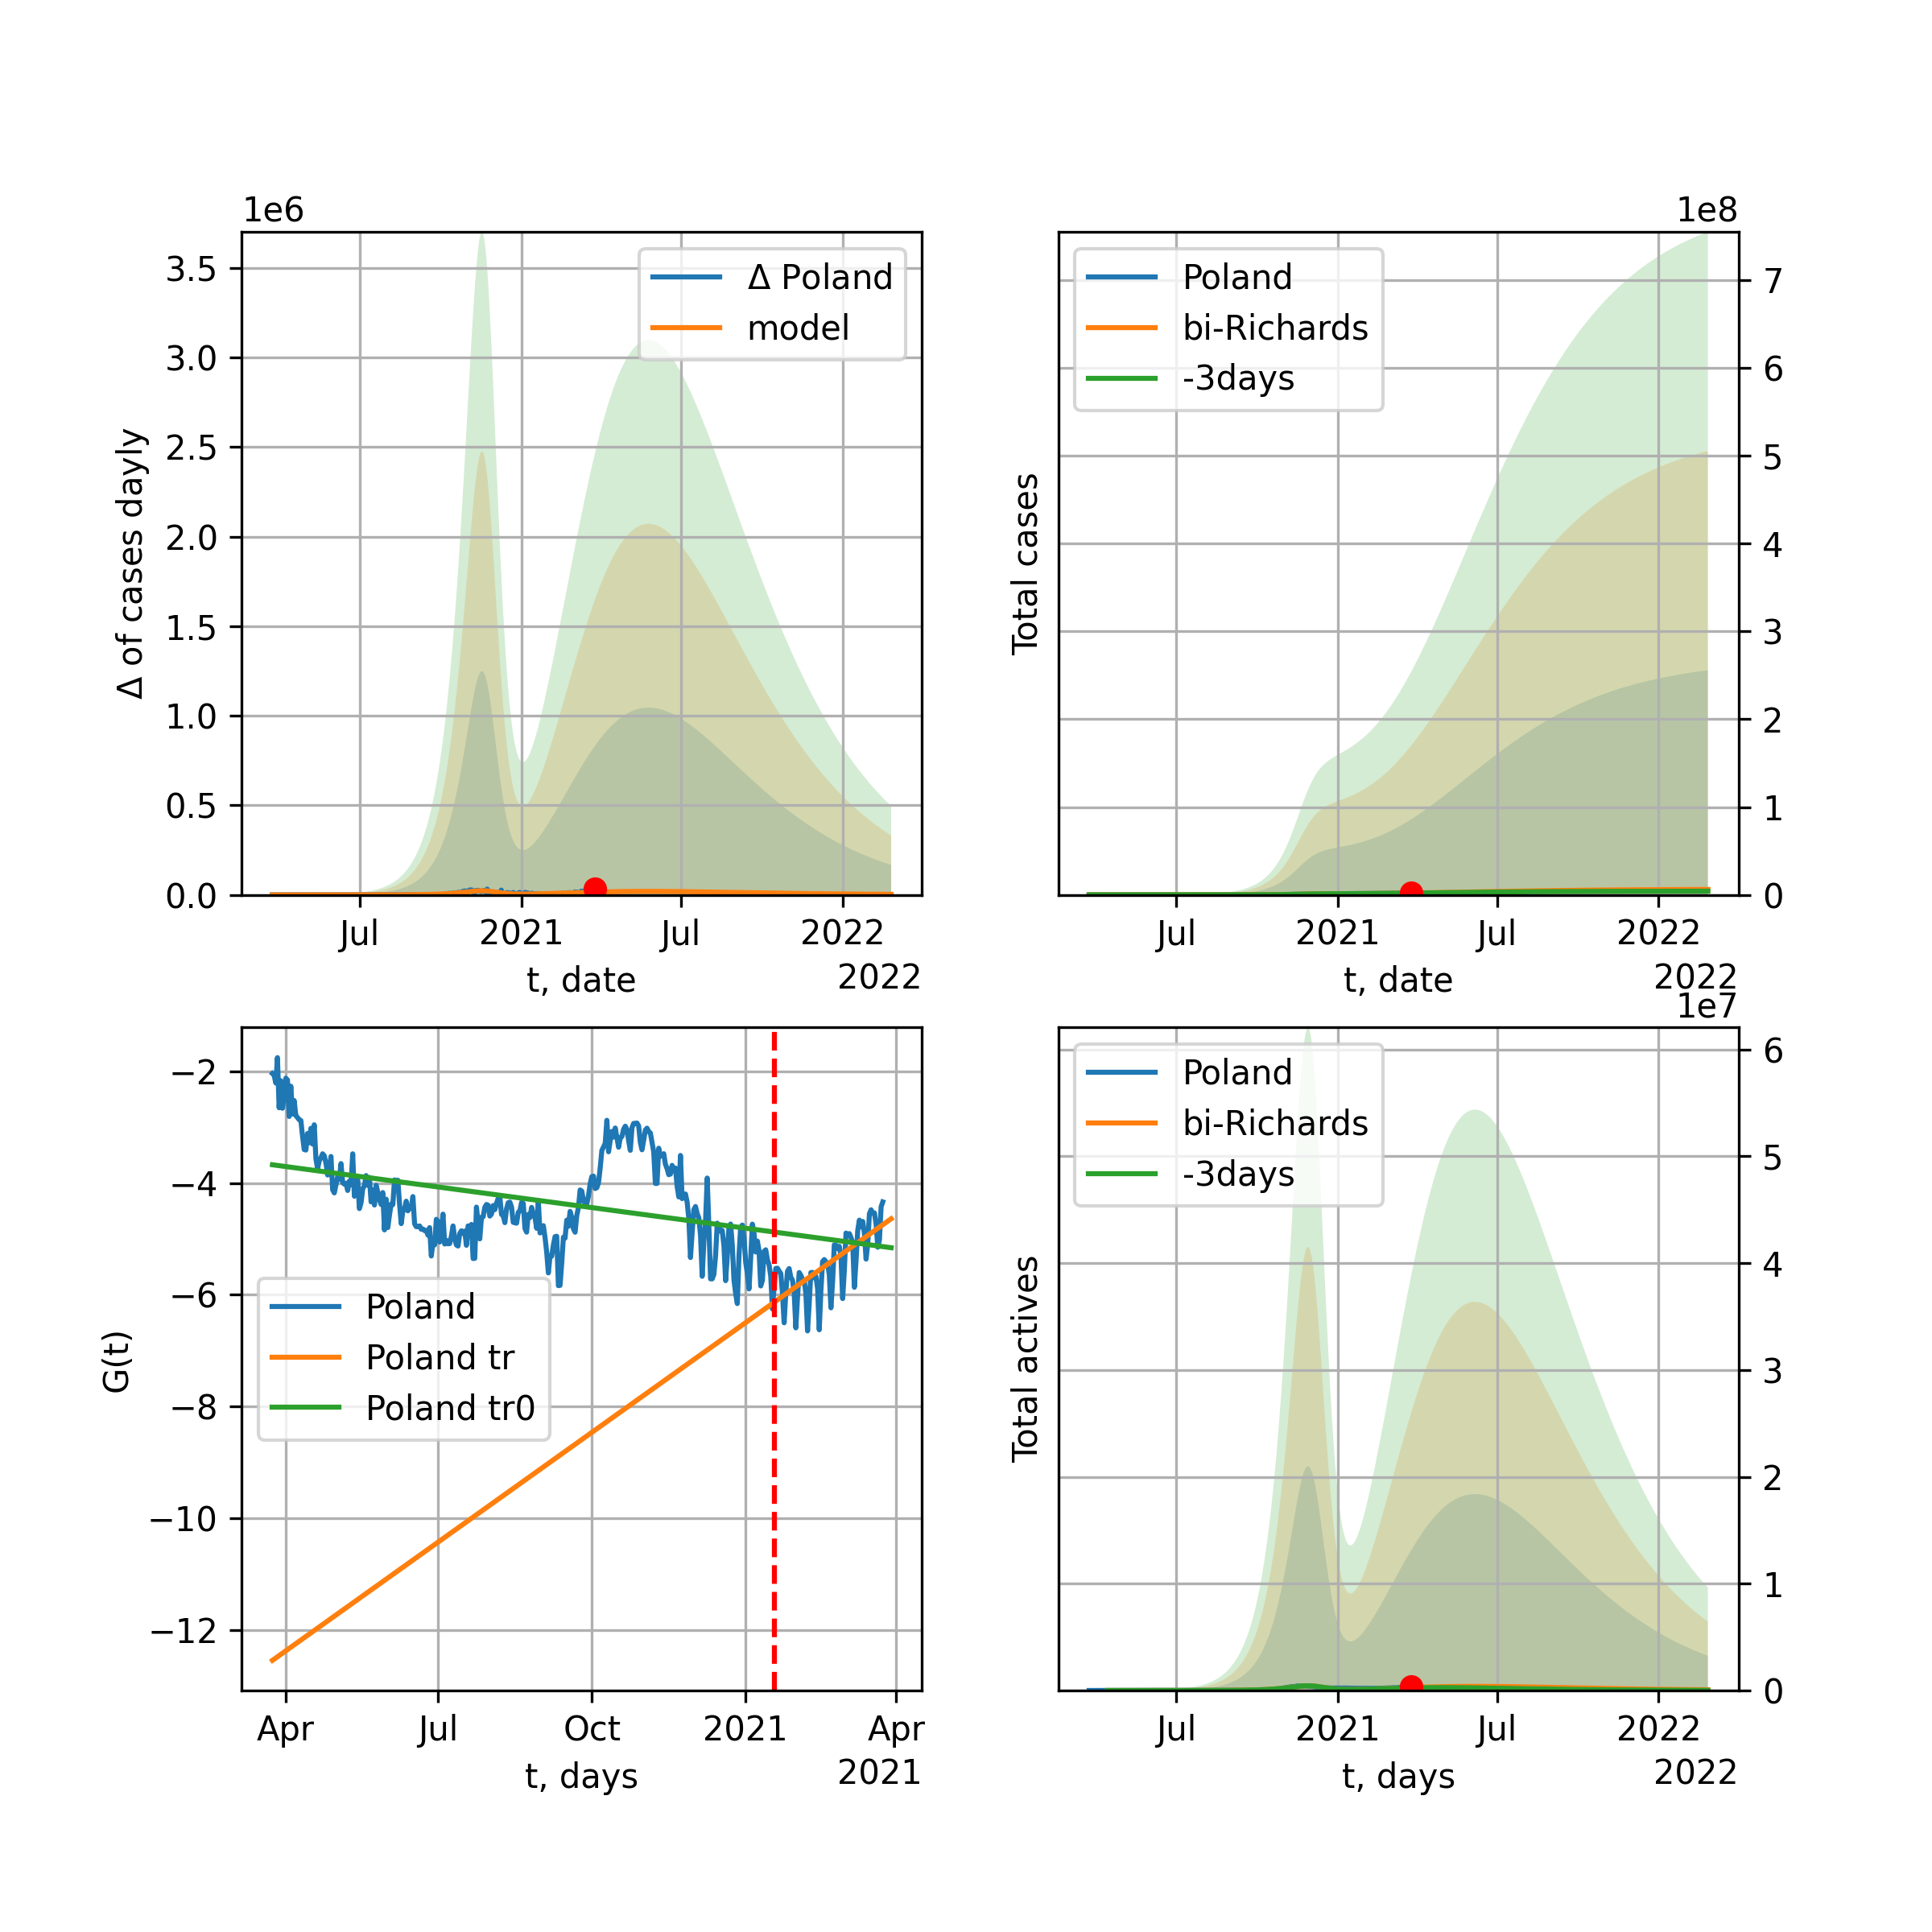 1e6
3.5
3.0
2.5
2.0
1.5
1.0
0.5
0.0
Δ of cases dayly
Δ Poland
model
Jul
2021
Jul
2022
t, date
2022
1e8
Poland
bi-Richards
-3days
Total cases
7
6
5
4
3
2
1
0
Jul
2021
Jul
2022
t, date
2022
−2
−4
−6
−8
−10
−12
G(t)
Poland
Poland tr
Poland tr0
Apr
Jul
Oct
2021
Apr
t, days
2021
1e7
Poland
bi-Richards
-3days
Total actives
6
5
4
3
2
1
0
Jul
2021
Jul
2022
t, days
2022